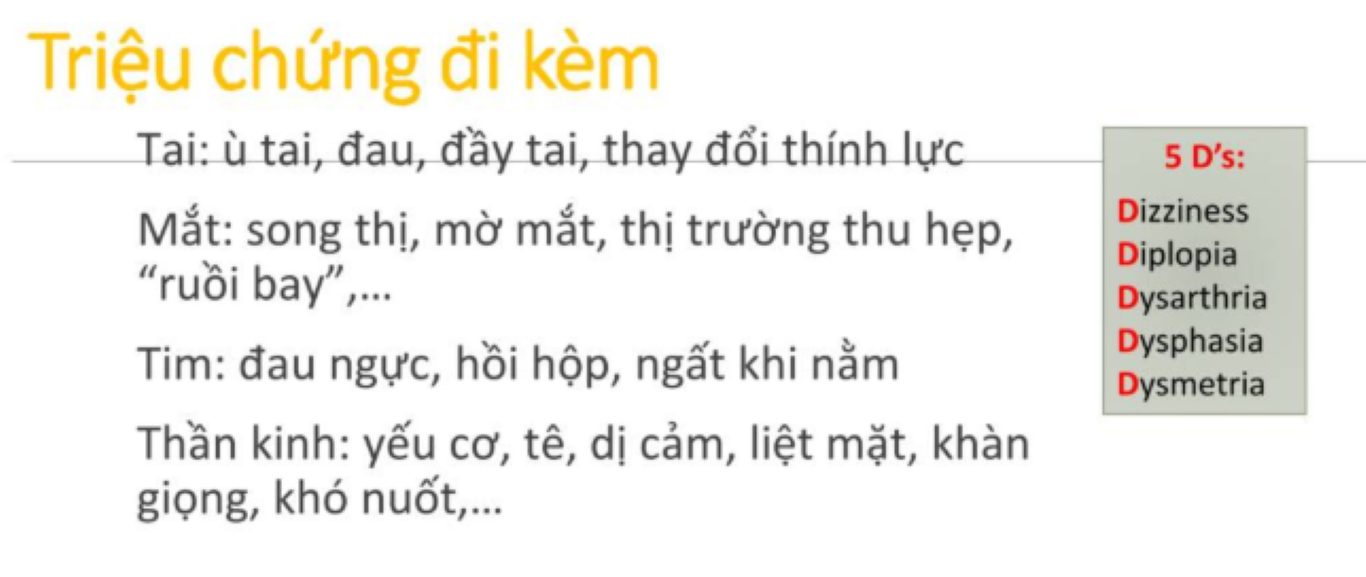 Triệu chứng đi kèm
Tai: ù tai, đau, đầy tai, thay đổi thính lực
Mắt: song thị, mờ mắt, thị trường thu hẹp,
“ruồi bay”,...
Tim: đau ngực, hồi hộp, ngất khi nằm
Thần kinh: yếu cơ, tê, dị cảm, liệt mặt, khàn
giọng, khó nuốt,...
5 D’s:
Dizziness
Diplopia
Dysarthria
Dysphasia
Dysmetria